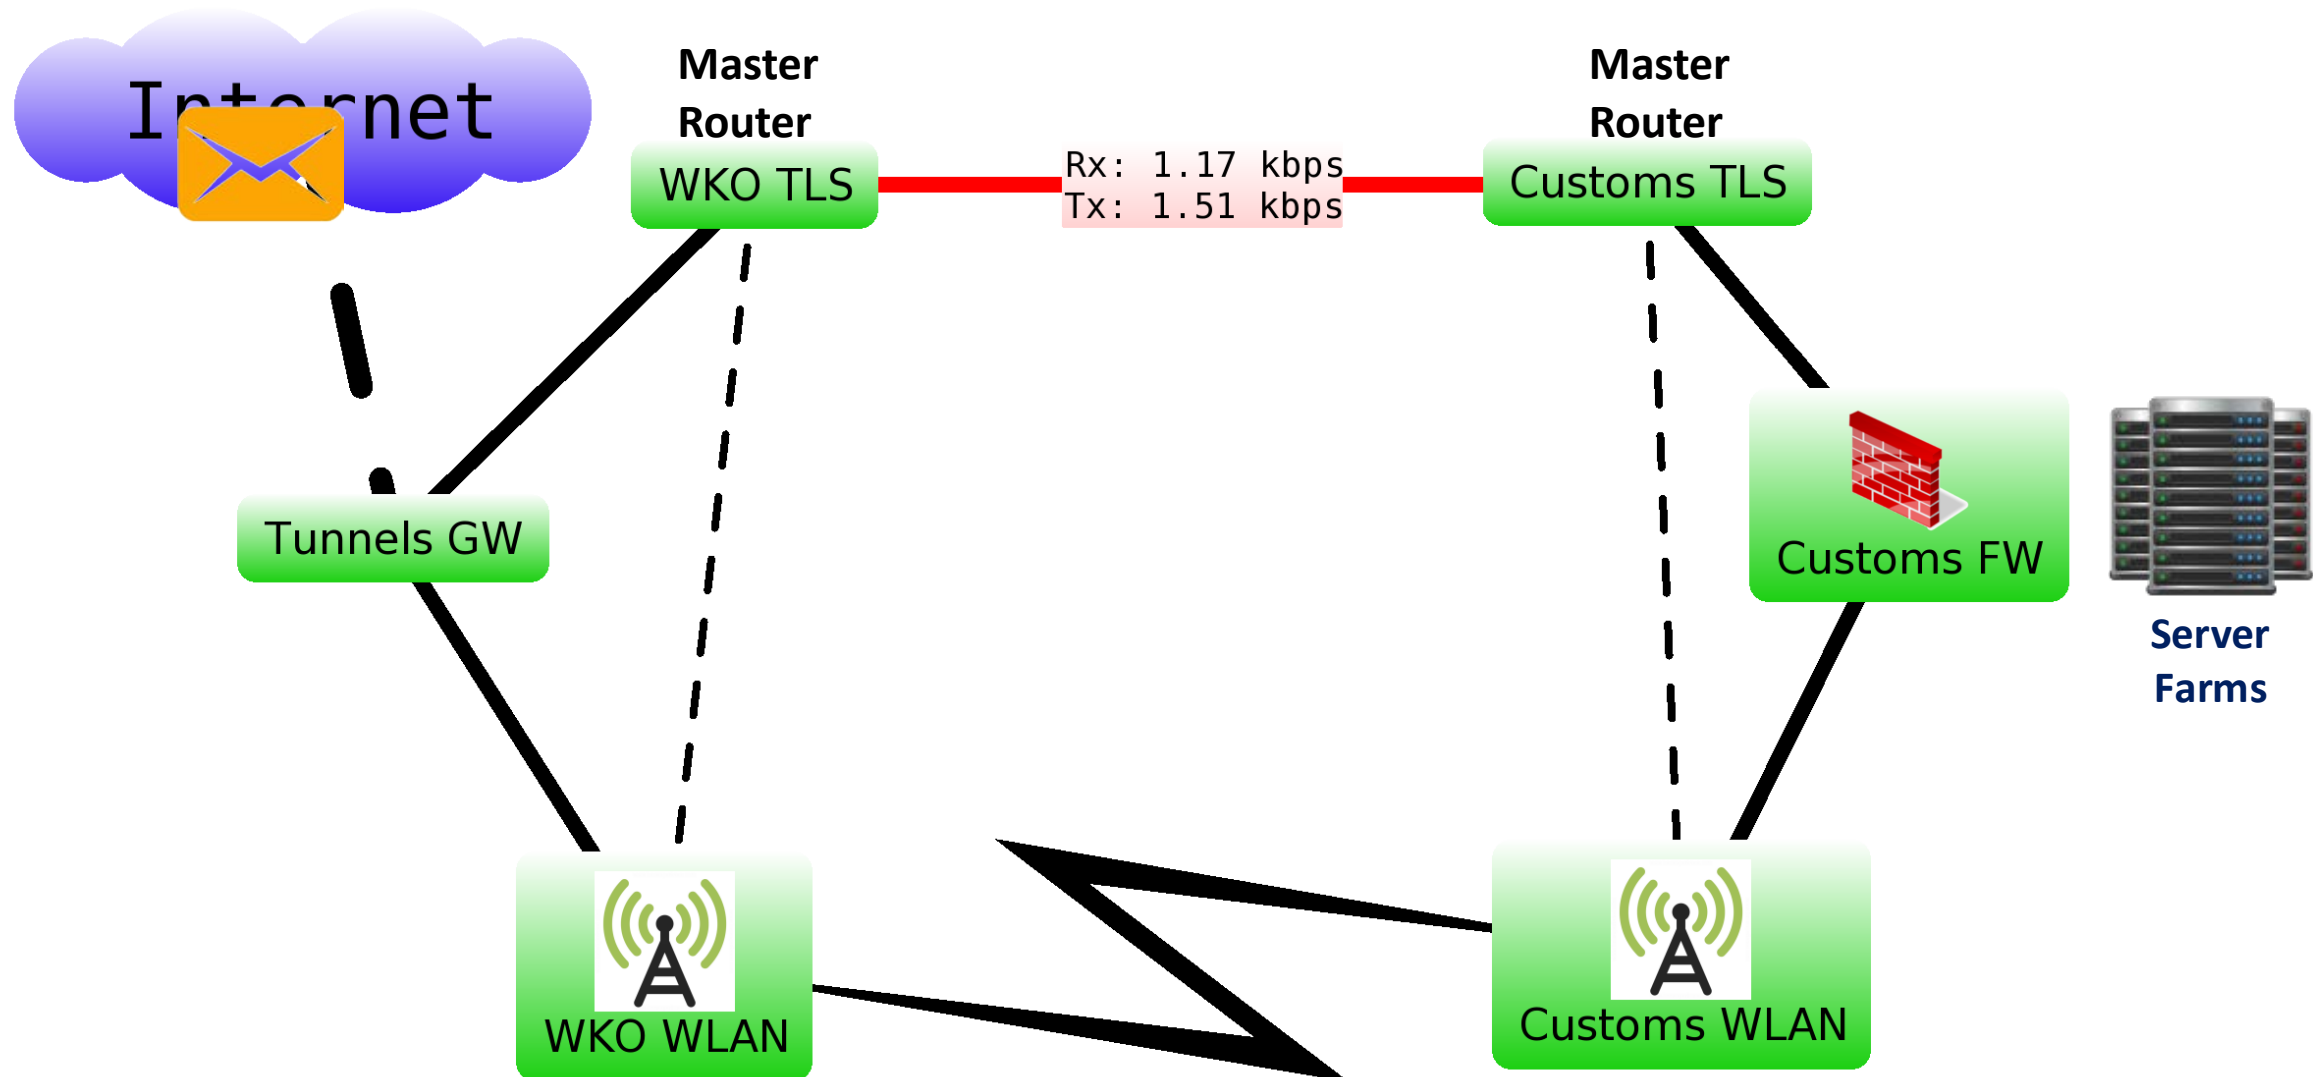 Internet
Master
Router
WKO TLS
Rx: 1.17 kbps
Tx: 1.51 kbps
Master
Router
Customs TLS
Tunnels GW
Customs FW
Server
Farms
WKO WLAN
Customs WLAN